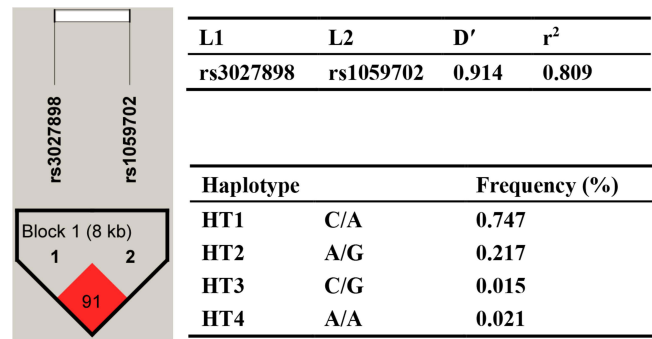 rs3027898
rs1059702
Block 1 (8 kb)
1 2
91
L1 L2 D′ r²
rs3027898 rs1059702 0.914 0.809
Haplotype Frequency (%)
HT1 C/A 0.747
HT2 A/G 0.217
HT3 C/G 0.015
HT4 A/A 0.021